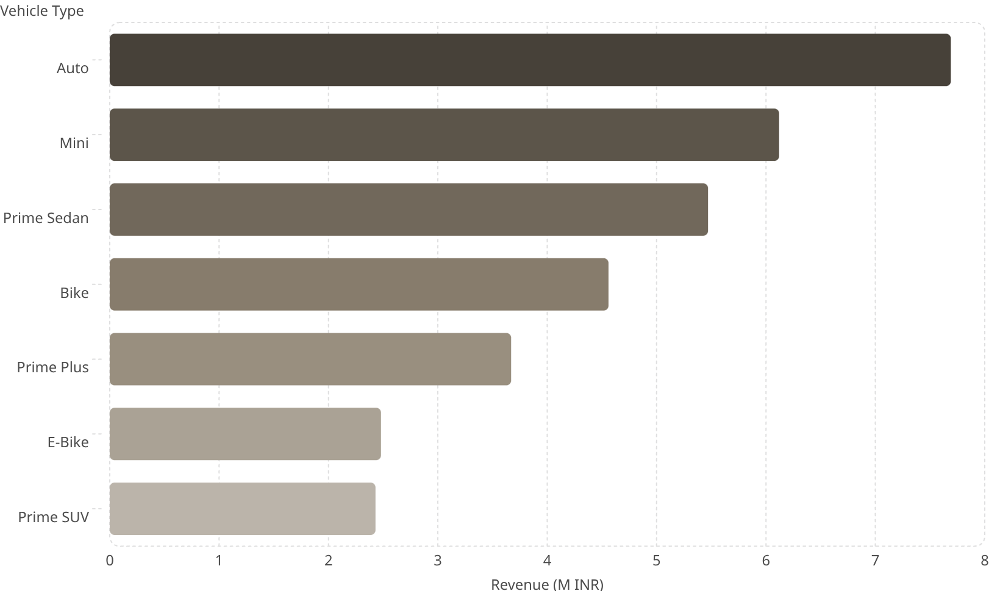 Vehicle Type
Auto
Mini
Prime Sedan
Bike
Prime Plus
E-Bike
Prime SUV
0 1 2 3 4 5 6 7 8
Revenue (M INR)